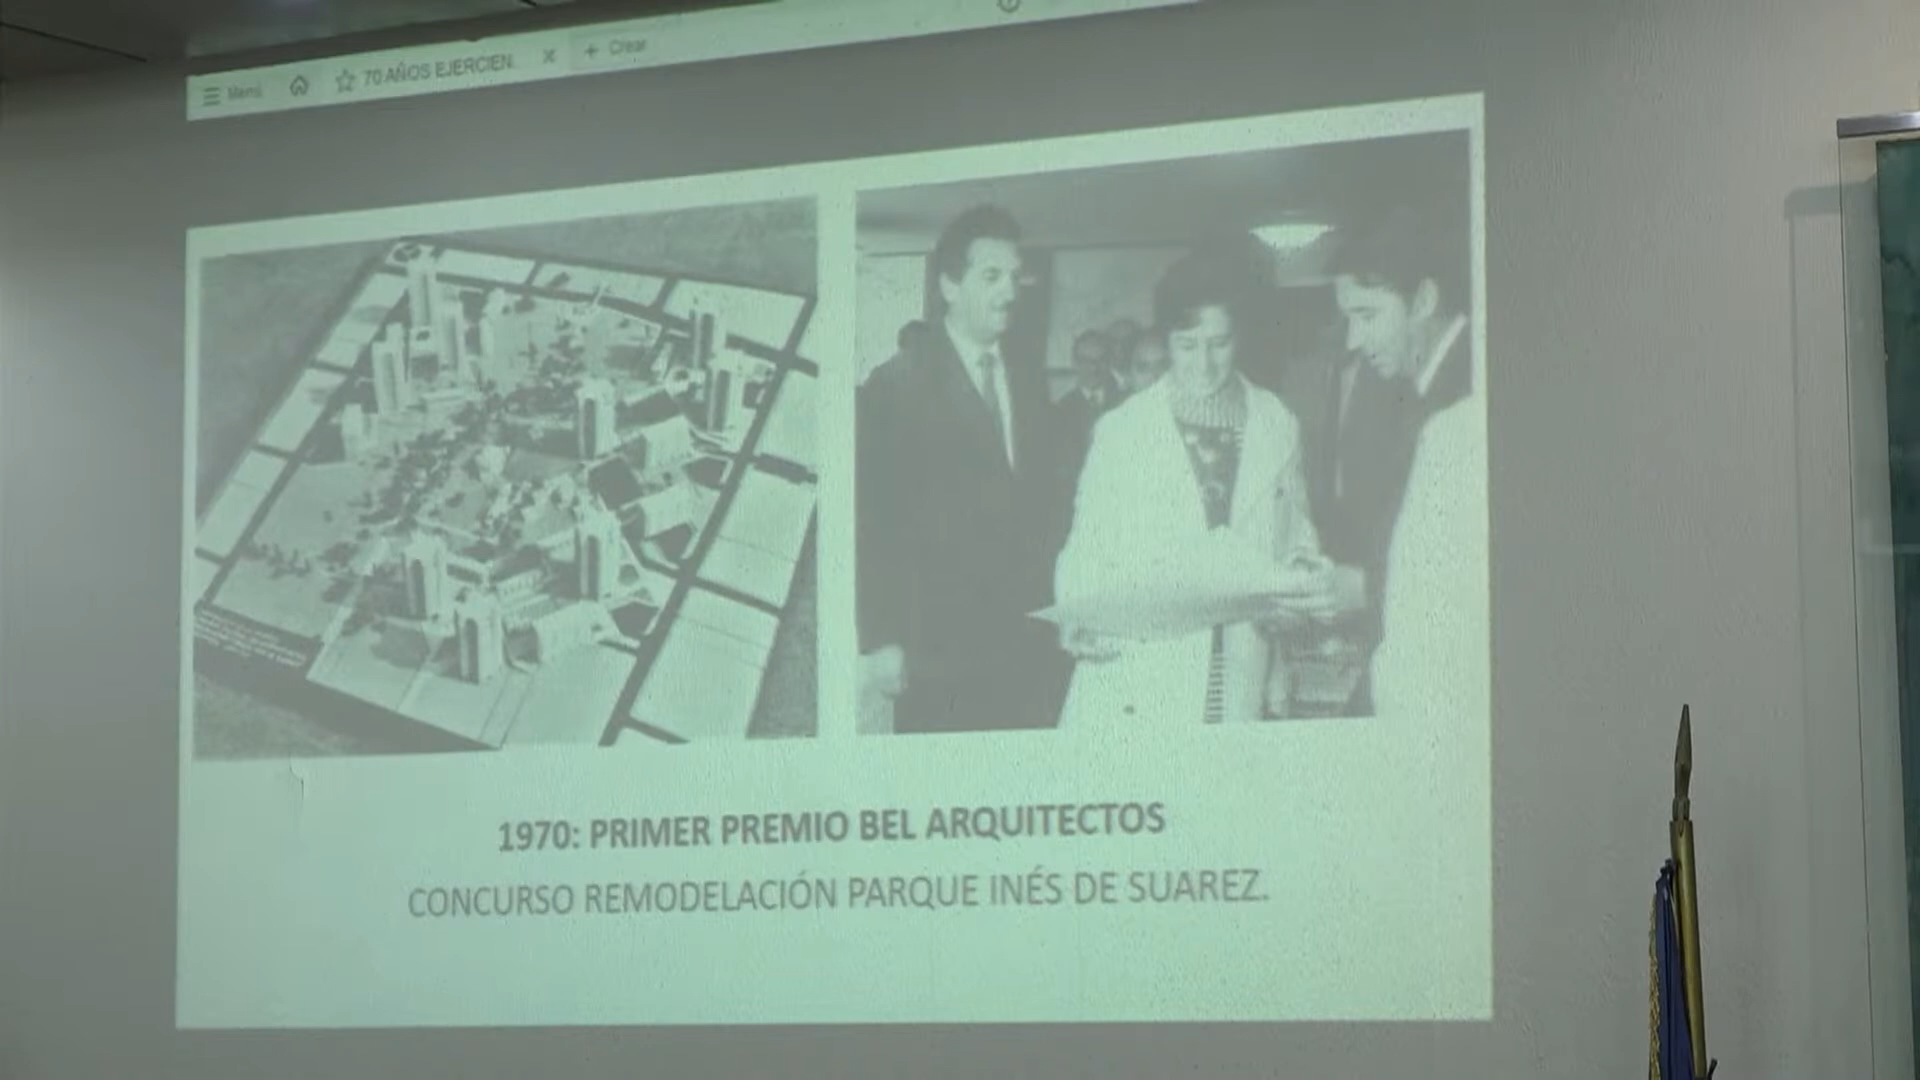 Menú 70 AÑOS EJERCIEN. + Crear
1970: PRIMER PREMIO BEL ARQUITECTOS
CONCURSO REMODELACIÓN PARQUE INÉS DE SUAREZ.